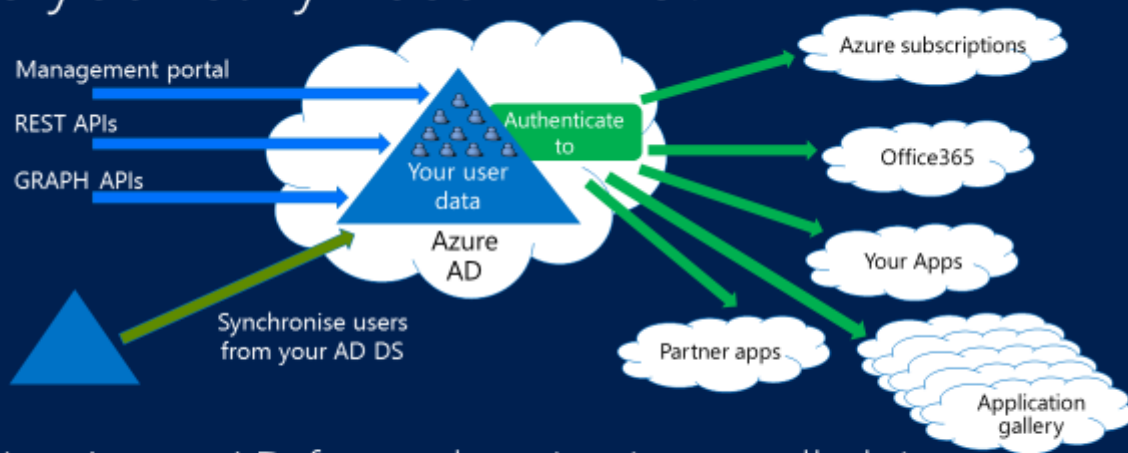 Management portal
REST APIs
GRAPH APIs
Authenticate
to
Your user
data
Azure
AD
Synchronise users
from your AD DS
Azure subscriptions
Office365
Your Apps
Partner apps
Application
gallery